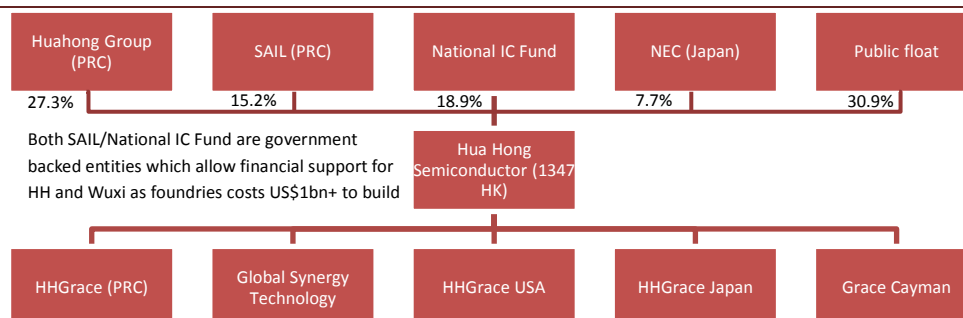 Huahong Group
(PRC)
SAIL (PRC)
National IC Fund
NEC (Japan)
Public float
27.3%
15.2%
18.9%
7.7%
30.9%
Both SAIL/National IC Fund are government
backed entities which allow financial support for
HH and Wuxi as foundries costs US$1bn+ to build
Hua Hong
Semiconductor (1347
HK)
HHGrace (PRC)
Global Synergy
Technology
HHGrace USA
HHGrace Japan
Grace Cayman